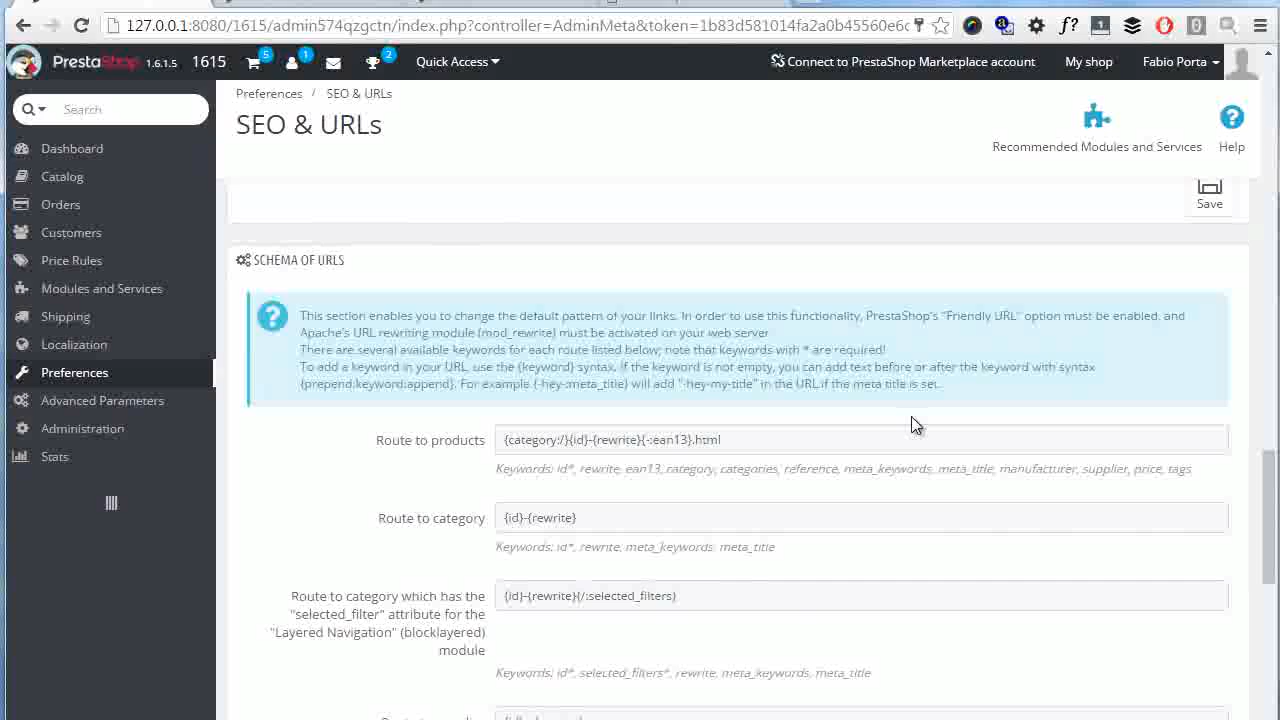 127.0.0.1:8080/1615/admin574qzgctn/index.php?controller=AdminMeta&token=1b83d581014fa2a0b45560e6c
PrestaShop 1.6.1.5 1615 5 1 2 Quick Access Connect to PrestaShop Marketplace account My shop Fabio Porta
Search
Dashboard
Catalog
Orders
Customers
Price Rules
Modules and Services
Shipping
Localization
Preferences
Advanced Parameters
Administration
Stats
Preferences / SEO & URLs
SEO & URLs
Recommended Modules and Services Help
Save
SCHEMA OF URLS
This section enables you to change the default pattern of your links. In order to use this functionality, PrestaShop's "Friendly URL" option must be enabled, and
Apache's URL rewriting module (mod_rewrite) must be activated on your web server.
There are several available keywords for each route listed below; note that keywords with * are required!
To add a keyword in your URL, use the {keyword} syntax. If the keyword is not empty, you can add text before or after the keyword with syntax
{prepend:keyword:append}. For example {-hey-:meta_title} will add "-hey-my-title" in the URL if the meta title is set.
Route to products {category:/}{id}-{rewrite}{-:ean13}.html
Keywords: id*, rewrite, ean13, category, categories, reference, meta_keywords, meta_title, manufacturer, supplier, price, tags
Route to category {id}-{rewrite}
Keywords: id*, rewrite, meta_keywords, meta_title
Route to category which has the {id}-{rewrite}{/:selected_filters}
"selected_filter" attribute for the
"Layered Navigation" (blocklayered)
module
Keywords: id*, selected_filters*, rewrite, meta_keywords, meta_title